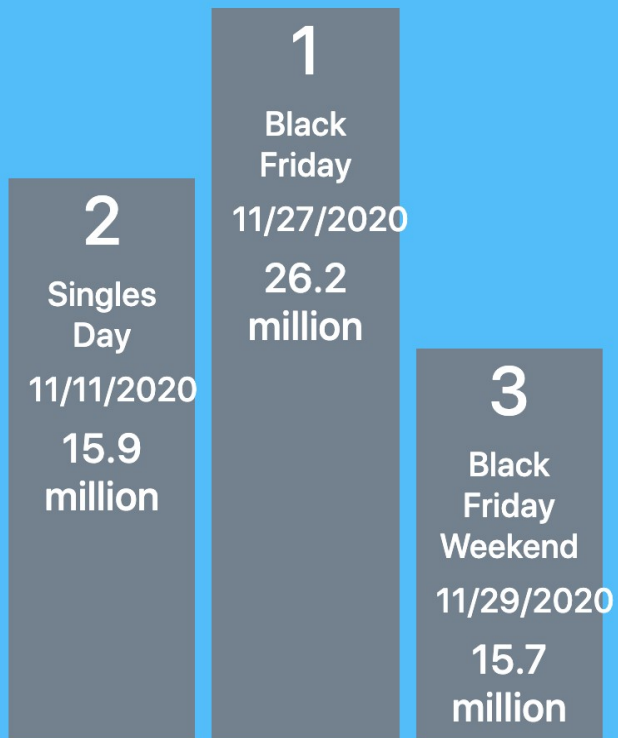 1
Black
Friday
11/27/2020
26.2
million
2
Singles
Day
11/11/2020
15.9
million
3
Black
Friday
Weekend
11/29/2020
15.7
million